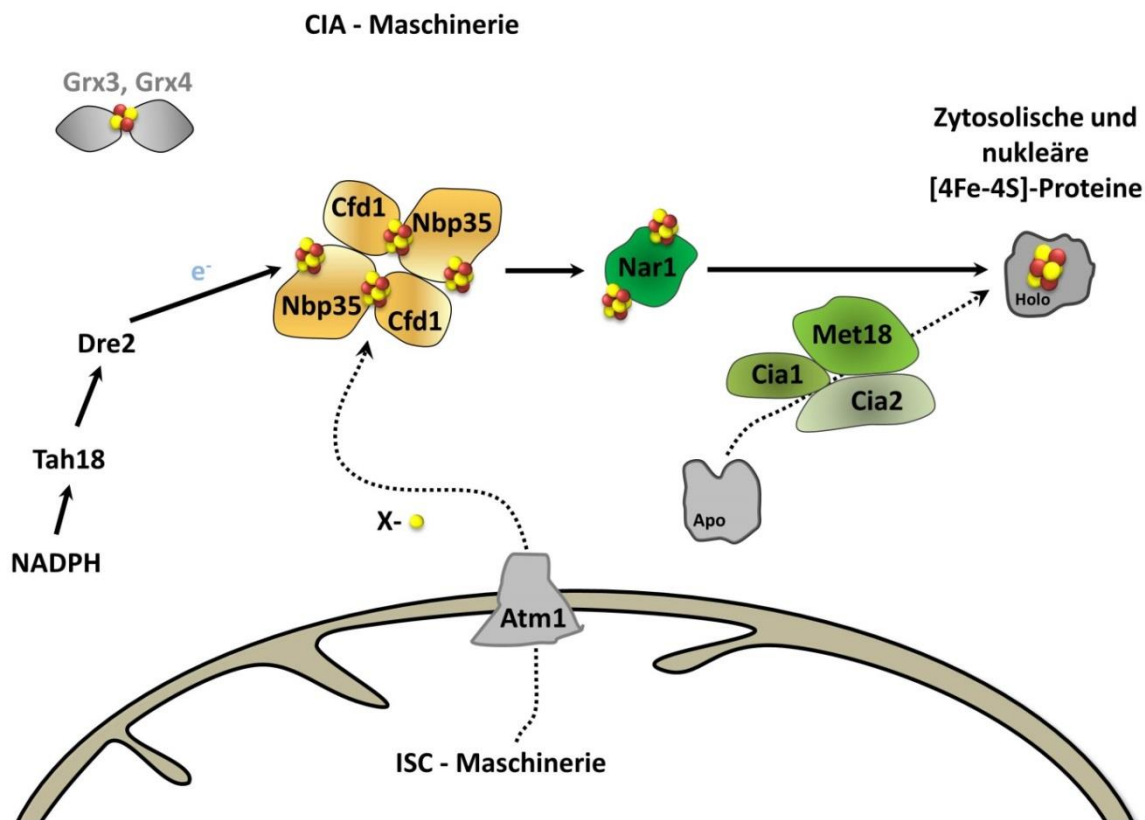 CIA - Maschinerie
Grx3, Grx4
Zytosolische und
nukleäre
[4Fe-4S]-Proteine
Cfd1
Nbp35
e-
Nar1
Holo
Nbp35
Cfd1
Met18
Dre2
Cia1
Cia2
Tah18
Apo
X-
NADPH
Atm1
ISC - Maschinerie